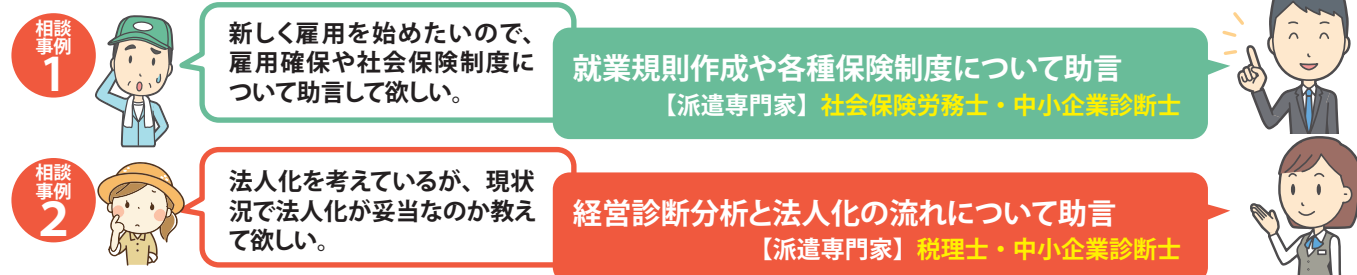 相談
事例
1
新しく雇用を始めたいので、
雇用確保や社会保険制度に
ついて助言して欲しい。
就業規則作成や各種保険制度について助言
【派遣専門家】社会保険労務士・中小企業診断士
相談
事例
2
法人化を考えているが、現状
況で法人化が妥当なのか教え
て欲しい。
経営診断分析と法人化の流れについて助言
【派遣専門家】税理士・中小企業診断士